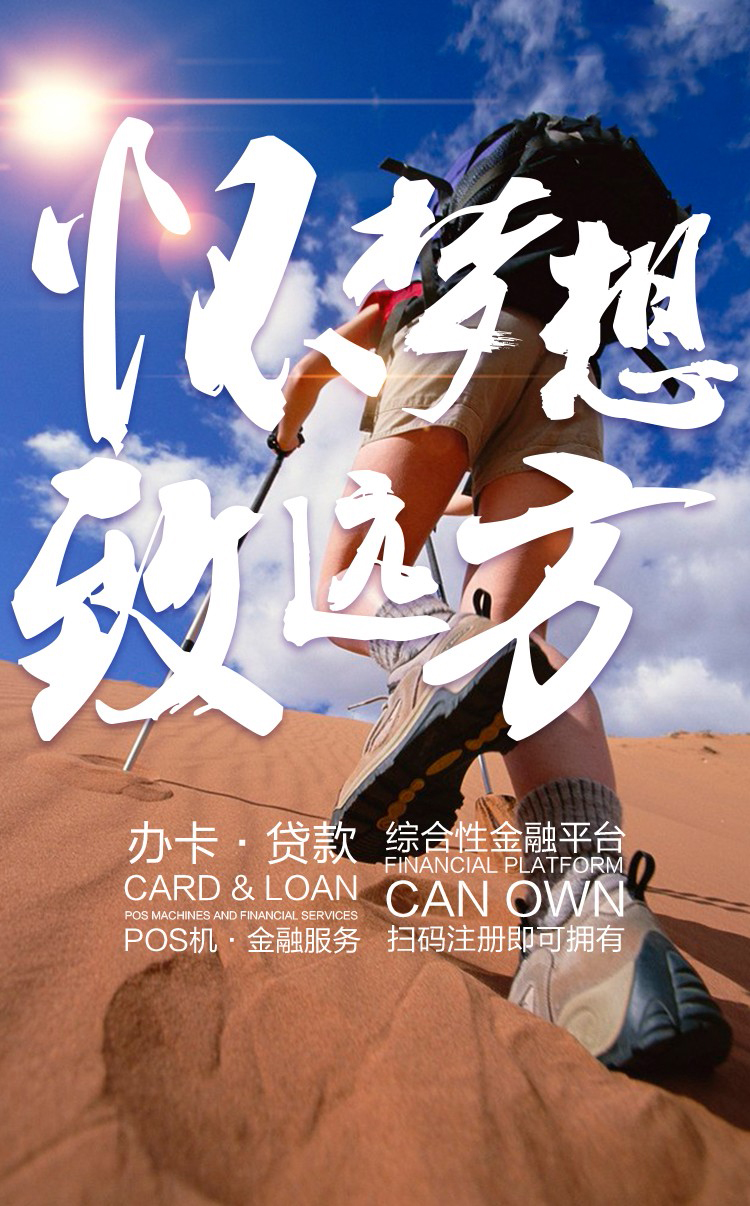 怀梦想
致远方
办卡·贷款
CARD & LOAN
POS MACHINES AND FINANCIAL SERVICES
POS机·金融服务
综合性金融平台
FINANCIAL PLATFORM
CAN OWN
扫码注册即可拥有